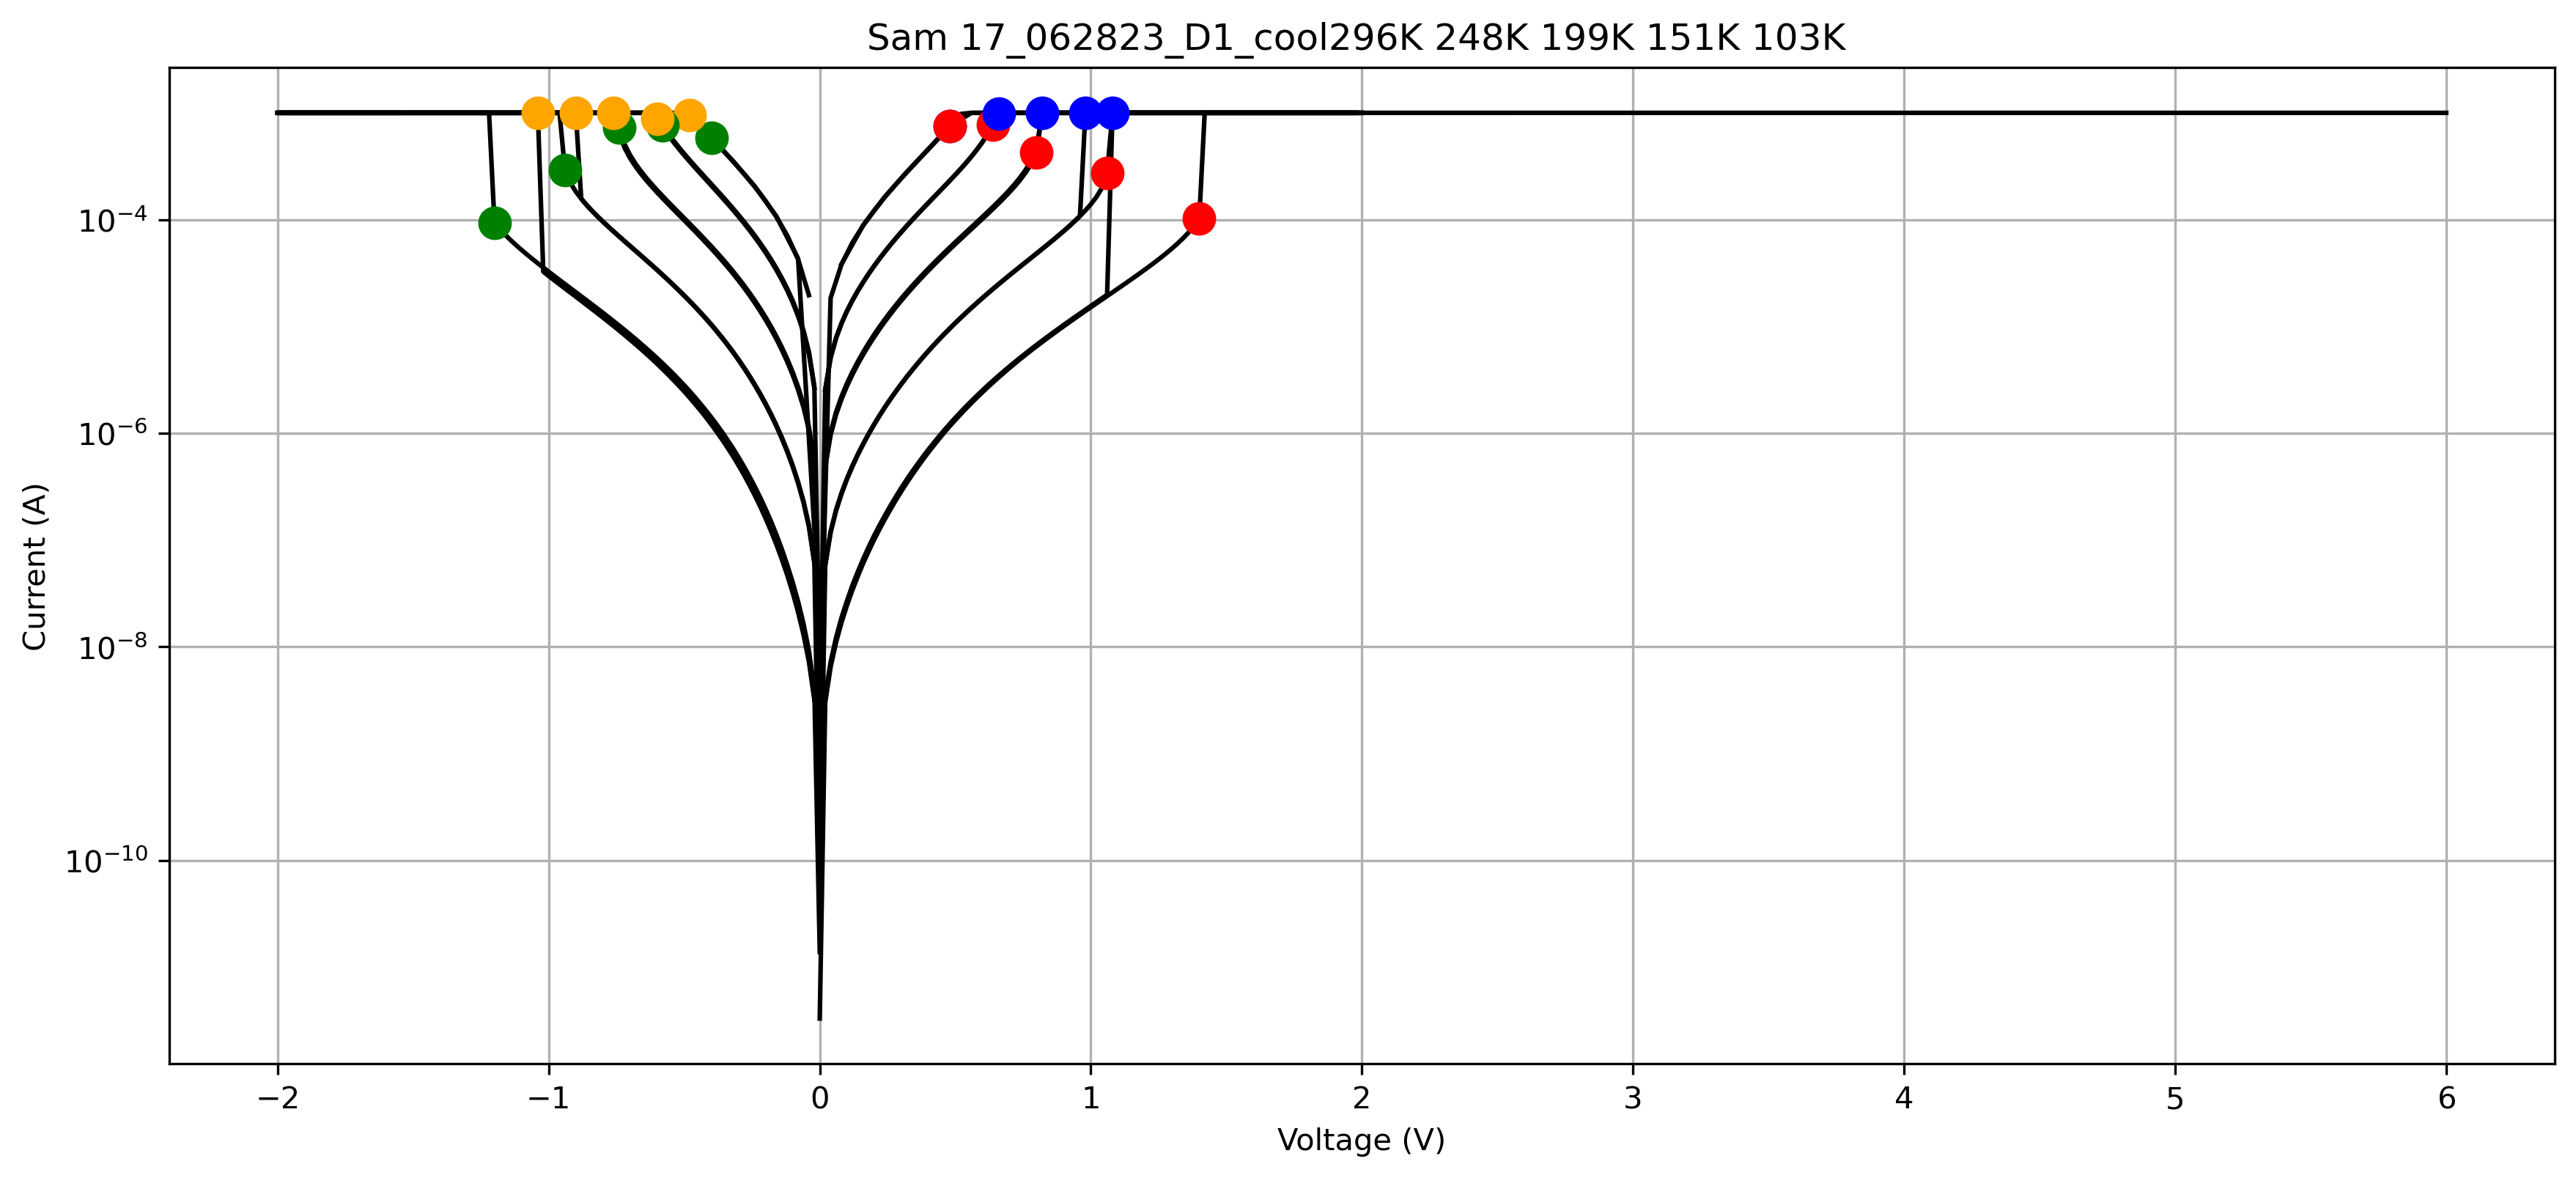 Sam 17_062823_D1_cool296K 248K 199K 151K 103K
Current (A)
10⁻⁴
10⁻⁶
10⁻⁸
10⁻¹⁰
−2 −1 0 1 2 3 4 5 6
Voltage (V)